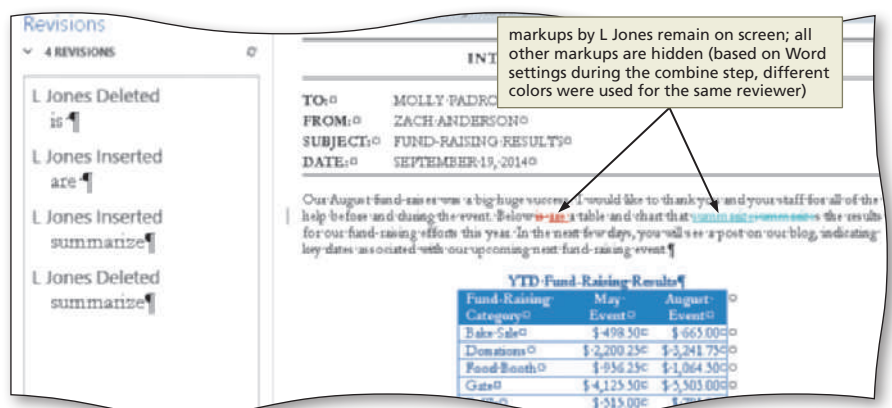 Revisions
4 REVISIONS
L Jones Deleted
is ¶
L Jones Inserted
are ¶
L Jones Inserted
summarize¶
L Jones Deleted
summarize¶
markups by L Jones remain on screen; all
other markups are hidden (based on Word
settings during the combine step, different
colors were used for the same reviewer)
INT
TO:¤ MOLLY·PADRO
FROM:¤ ZACH·ANDERSON¤
SUBJECT:¤ FUND-RAISING·RESULTS¤
DATE:¤ SEPTEMBER·19,·2014¤
Our·August·fund-raiser·was·a·big·huge·success.·I·would·like·to·thank·you·and·your·staff·for·all·of·the
help·before·and·during·the·event.·Below·is·are·a·table·and·chart·that·the·results
for·our·fund-raising·efforts·this·year.·In·the·next·few·days,·you·will·see·a·post·on·our·blog,·indicating
key·dates·associated·with·our·upcoming·next·fund-raising·event.¶
YTD·Fund-Raising·Results¶
Fund-Raising· May· August· ¤
Category¤ Event¤ Event¤
Bake·Sale¤ $·498.50¤ $·665.00¤ ¤
Donations¤ $·2,200.25¤ $·3,241.75¤ ¤
Food·Booth¤ $·956.25¤ $·1,064.50¤ ¤
Gate¤ $·4,125.50¤ $·5,505.00¤ ¤
$·515.00¤